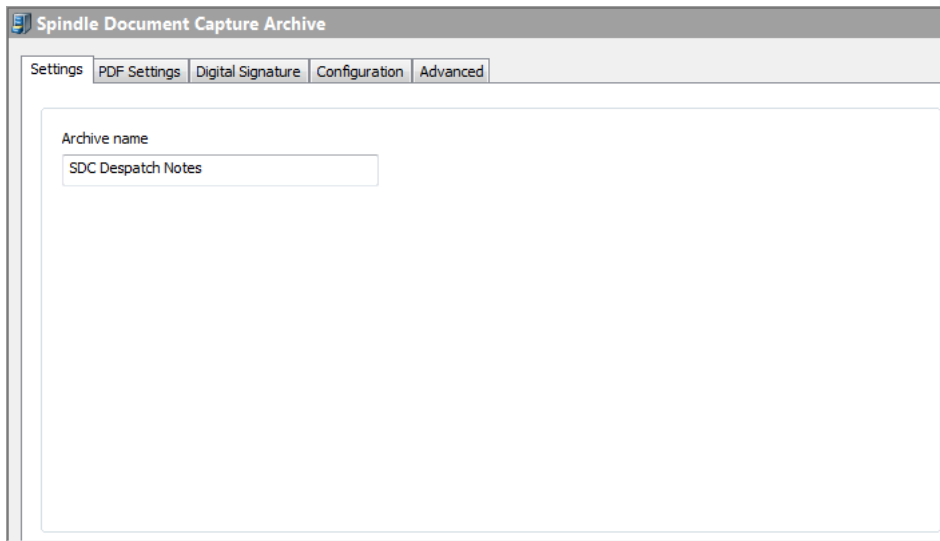 Spindle Document Capture Archive
Settings PDF Settings Digital Signature Configuration Advanced
Archive name
SDC Despatch Notes